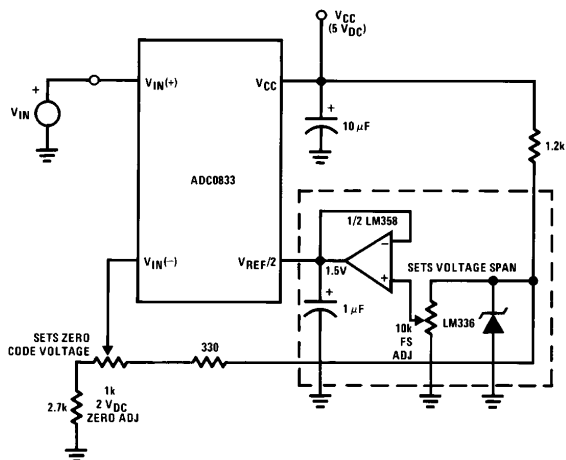 VCC
(5 VDC)
+
VIN
VIN(+)
VCC
+
10 μF
1.2k
ADC0833
1/2 LM358
VIN(−)
VREF/2
1.5V
−
+
SETS VOLTAGE SPAN
+
1 μF
10k
FS
ADJ
LM336
SETS ZERO
CODE VOLTAGE
330
1k
2 VDC
ZERO ADJ
2.7k